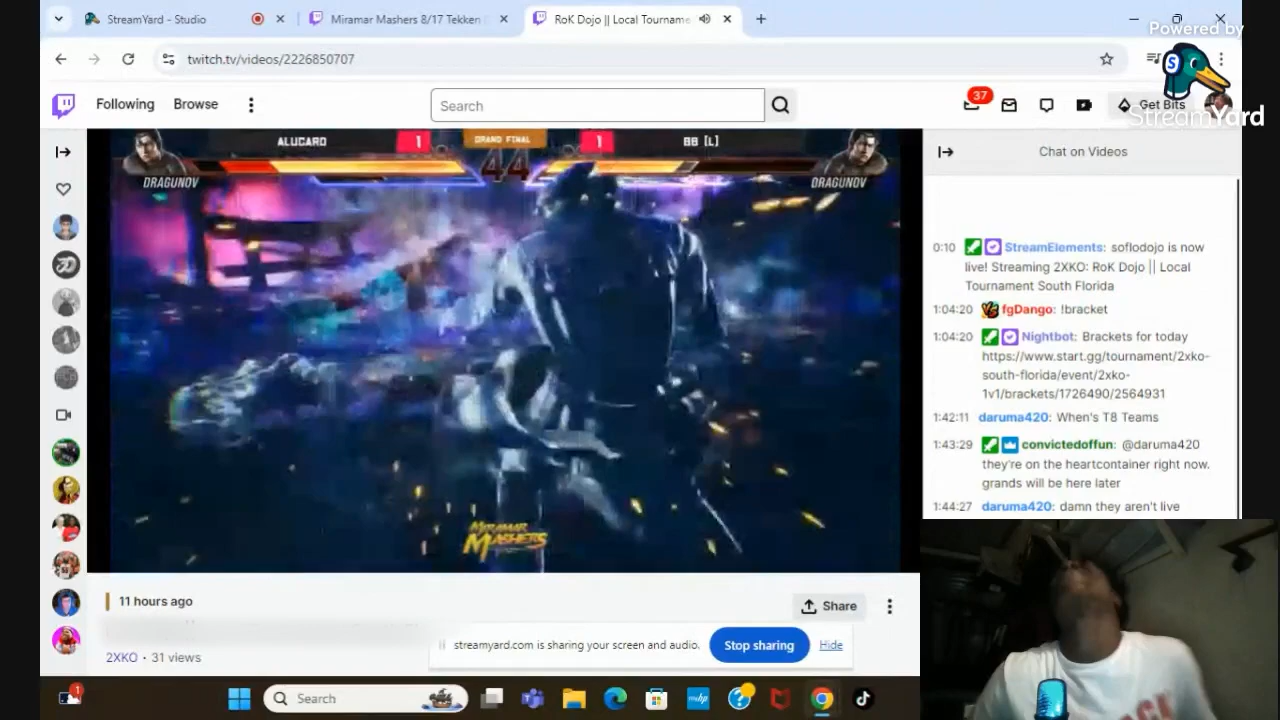 StreamYard - Studio
Miramar Mashers 8/17 Tekken
RoK Dojo || Local Tourname
Powered by
StreamYard
twitch.tv/videos/2226850707
Following
Browse
Search
37
Get Bits
ALUCARD
1
GRAND FINAL
1
BB [L]
44
DRAGUNOV
DRAGUNOV
MIRAMAR
MASHERS
Chat on Videos
0:10 StreamElements: soflodojo is now
live! Streaming 2XKO: RoK Dojo || Local
Tournament South Florida
1:04:20 fgDango: !bracket
1:04:20 Nightbot: Brackets for today
https://www.start.gg/tournament/2xko-
south-florida/event/2xko-
1v1/brackets/1726490/2564931
1:42:11 daruma420: When's T8 Teams
1:43:29 convictedoffun: @daruma420
they're on the heartcontainer right now.
grands will be here later
1:44:27 daruma420: damn they aren't live
11 hours ago
Share
2XKO • 31 views
streamyard.com is sharing your screen and audio.
Stop sharing
Hide
1
Search